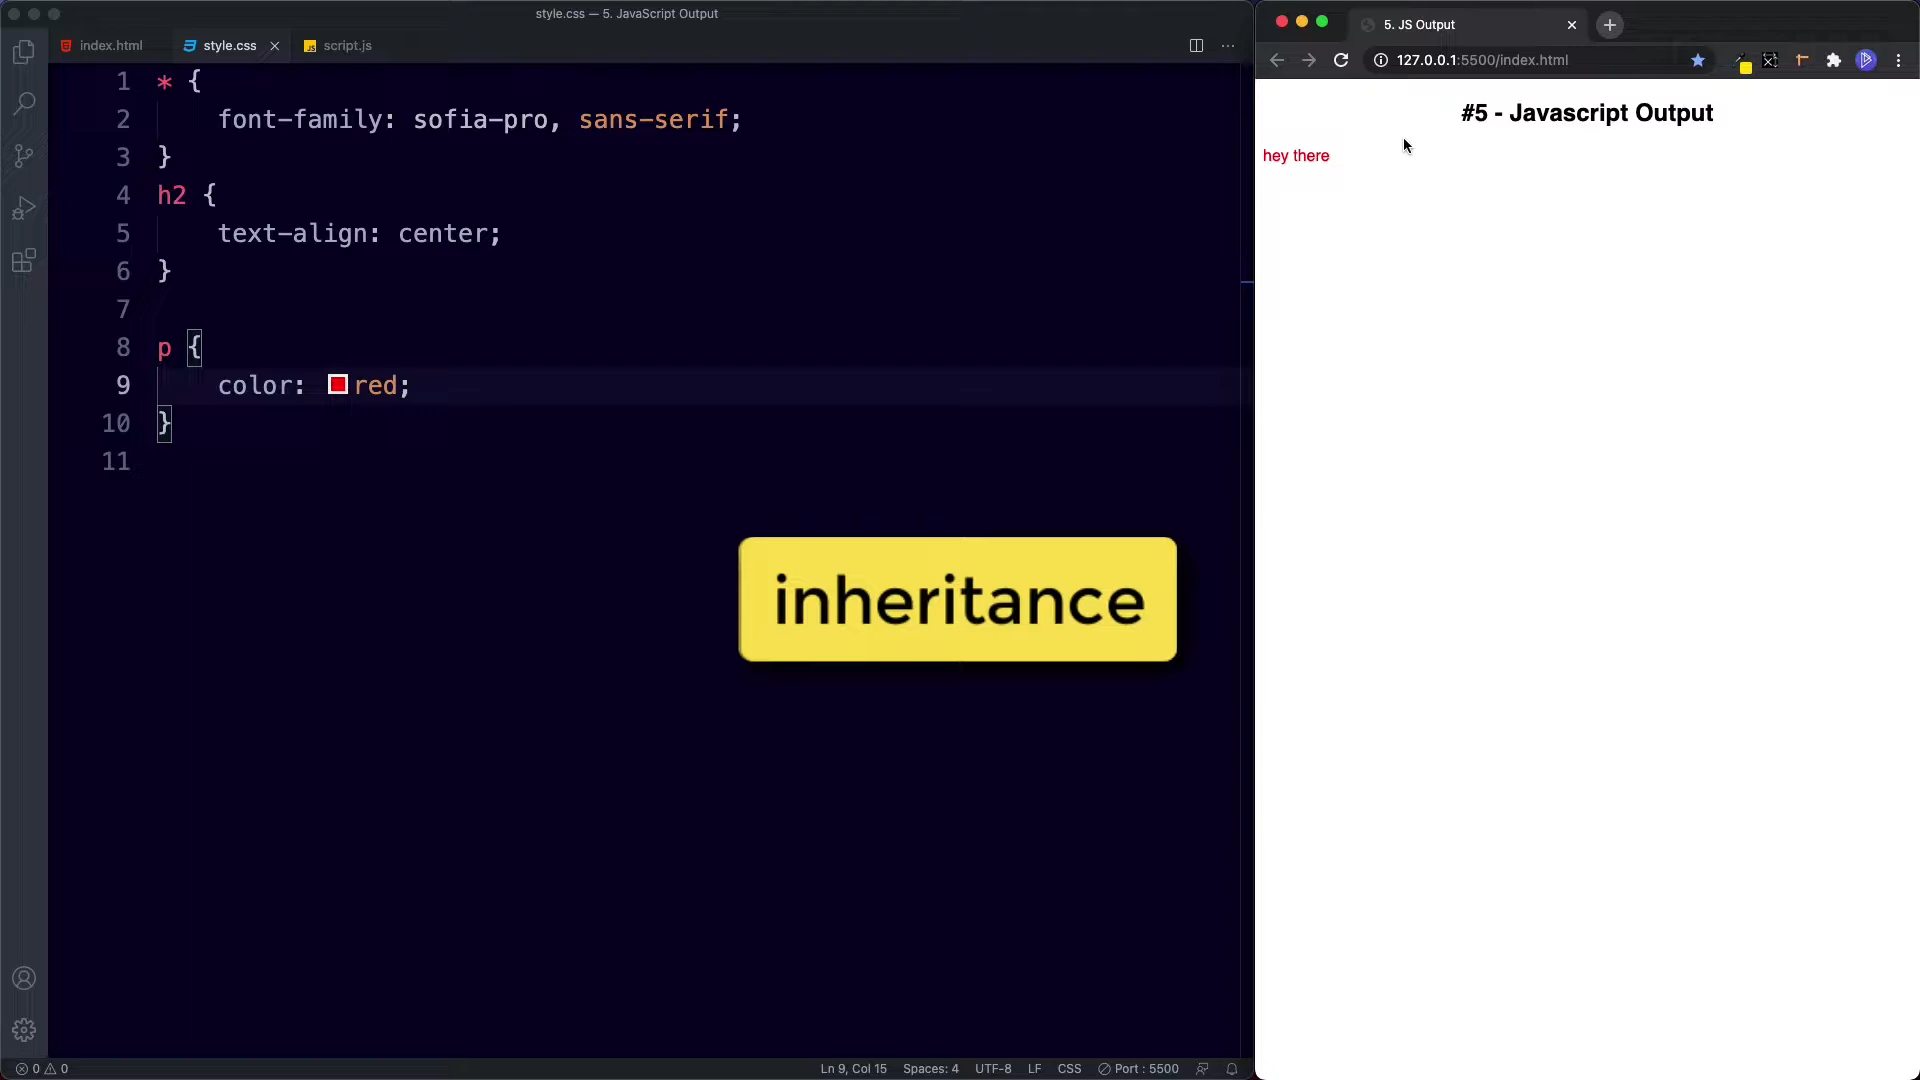 style.css — 5. JavaScript Output
index.html
style.css
script.js
1 * {
2 font-family: sofia-pro, sans-serif;
3 }
4 h2 {
5 text-align: center;
6 }
7
8 p {
9 color: red;
10 }
11
inheritance
0 0
Ln 9, Col 15
Spaces: 4
UTF-8
LF
CSS
Port : 5500
5. JS Output
127.0.0.1:5500/index.html
#5 - Javascript Output
hey there